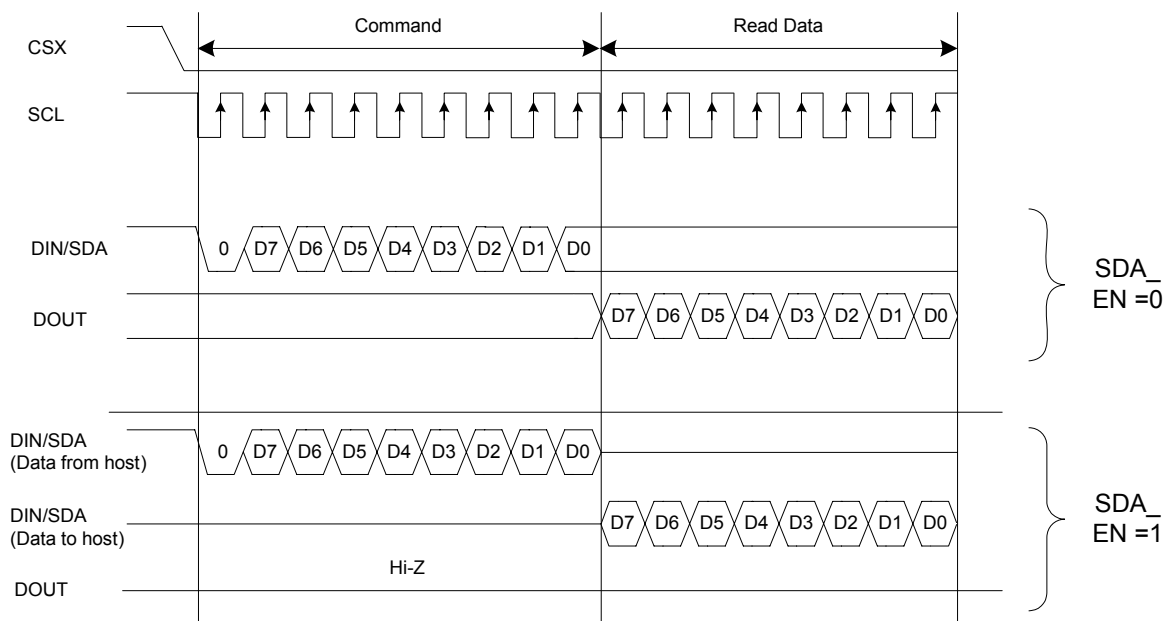 Command
Read Data
CSX
SCL
DIN/SDA
0 D7 D6 D5 D4 D3 D2 D1 D0
DOUT
D7 D6 D5 D4 D3 D2 D1 D0
SDA_
EN =0
DIN/SDA
(Data from host)
0 D7 D6 D5 D4 D3 D2 D1 D0
DIN/SDA
(Data to host)
D7 D6 D5 D4 D3 D2 D1 D0
Hi-Z
DOUT
SDA_
EN =1